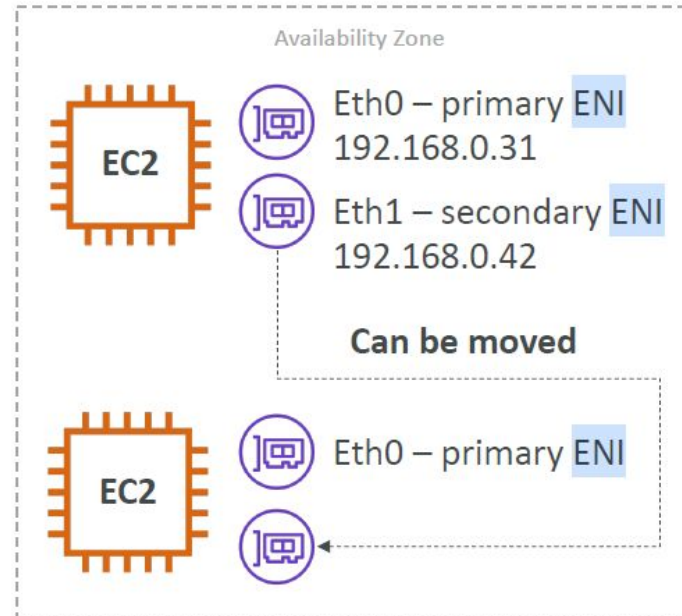 Availability Zone
EC2
Eth0 – primary ENI
192.168.0.31
Eth1 – secondary ENI
192.168.0.42
Can be moved
EC2
Eth0 – primary ENI